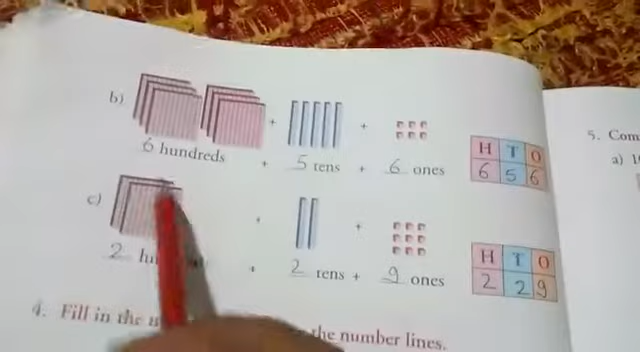 b) + +
6 hundreds + 5 tens + 6 ones
H T O
6 5 6
5. Com
a) 1
c) + +
2 hu + 2 tens + 9 ones
H T O
2 2 9
4. Fill in the the number lines.